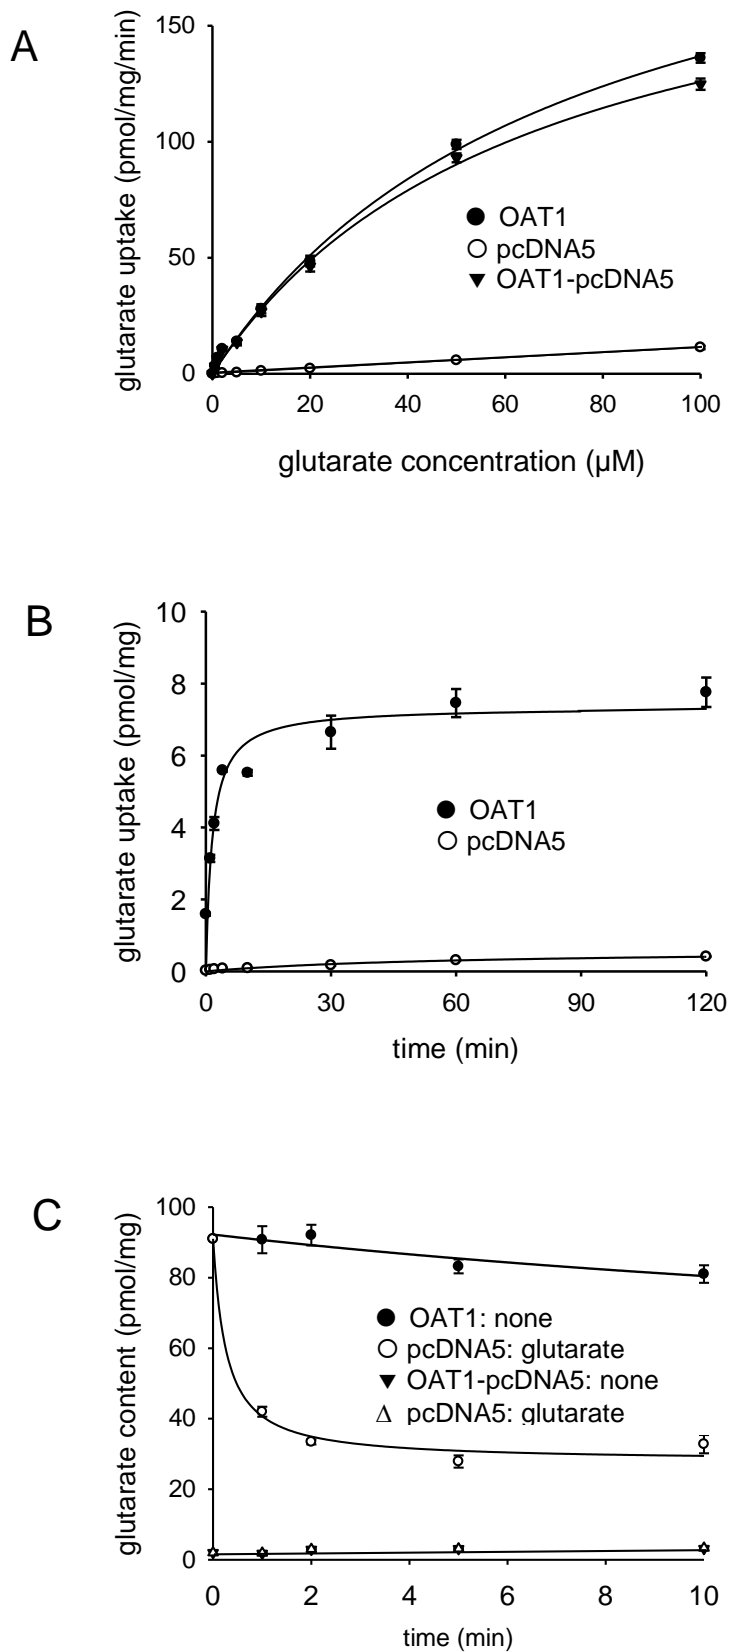 A
glutarate uptake (pmol/mg/min)
150
100
50
0
OAT1
pcDNA5
OAT1-pcDNA5
0 20 40 60 80 100
glutarate concentration (µM)
B
glutarate uptake (pmol/mg)
10
8
6
4
2
0
OAT1
pcDNA5
0 30 60 90 120
time (min)
C
glutarate content (pmol/mg)
100
80
60
40
20
0
OAT1: none
pcDNA5: glutarate
OAT1-pcDNA5: none
pcDNA5: glutarate
0 2 4 6 8 10
time (min)